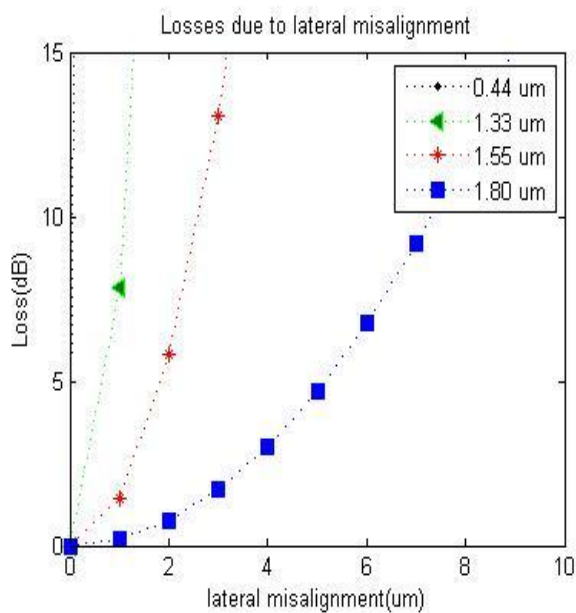 Losses due to lateral misalignment
15
10
5
0
Loss(dB)
0.44 um
1.33 um
1.55 um
1.80 um
0 2 4 6 8 10
lateral misalignment(um)